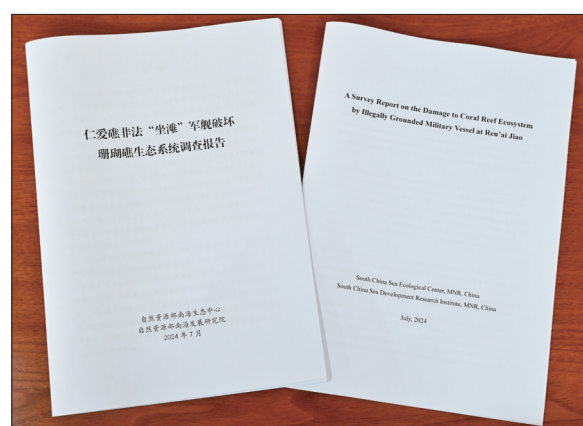 仁爱礁非法“坐滩”军舰破坏
珊瑚礁生态系统调查报告
自然资源部南海生态中心
自然资源部南海发展研究院
2024 年 7 月
A Survey Report on the Damage to Coral Reef Ecosystem
by Illegally Grounded Military Vessel at Ren'ai Jiao
South China Sea Ecological Center, MNR, China
South China Sea Development Research Institute, MNR, China
July, 2024